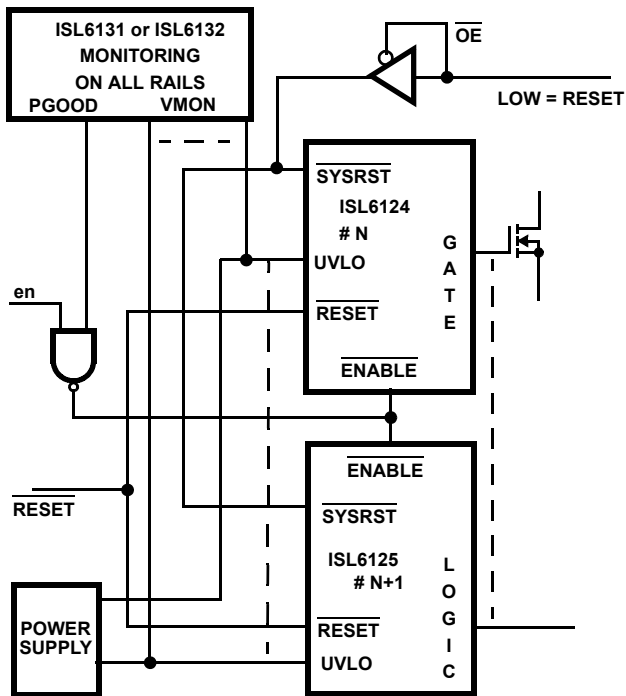 ISL6131 or ISL6132
MONITORING
ON ALL RAILS
PGOOD VMON
OE
LOW = RESET
SYSRST
ISL6124
# N
UVLO
RESET
ENABLE
G
A
T
E
en
RESET
ENABLE
SYSRST
ISL6125
# N+1
RESET
UVLO
L
O
G
I
C
POWER
SUPPLY